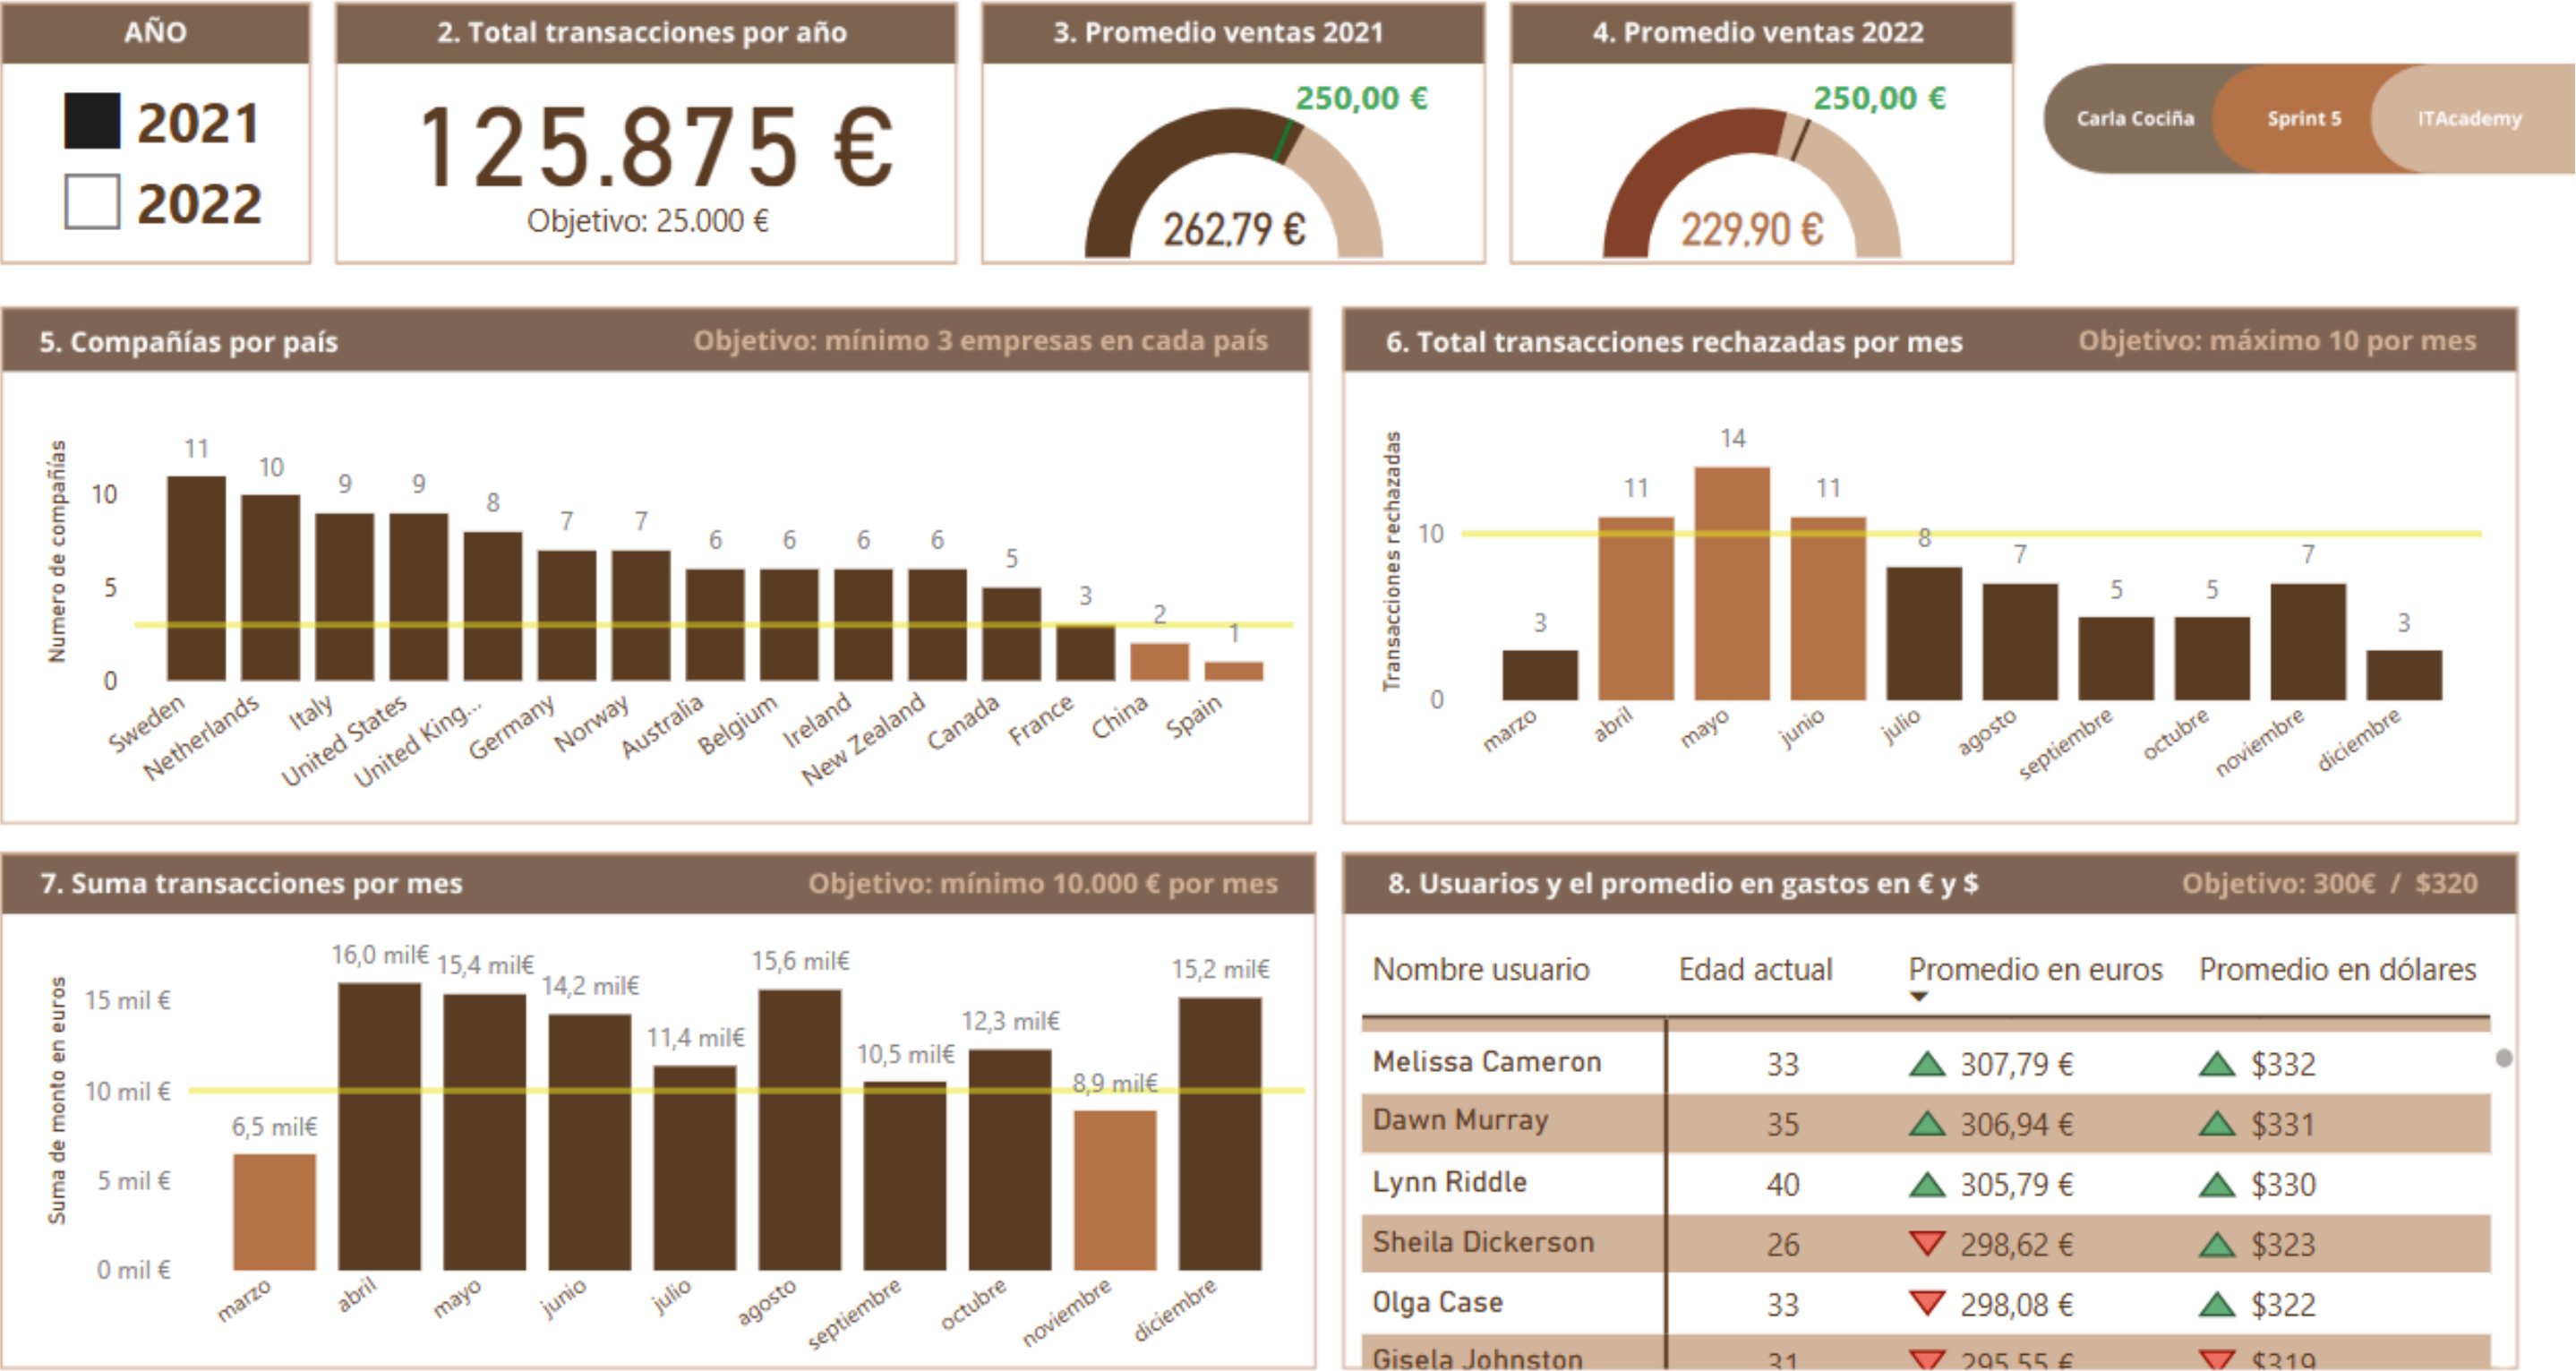 AÑO
2021
2022
2. Total transacciones por año
125.875 €
Objetivo: 25.000 €
3. Promedio ventas 2021
250,00 €
262,79 €
4. Promedio ventas 2022
250,00 €
229,90 €
Carla Cociña
Sprint 5
ITAcademy
5. Compañías por país
Objetivo: mínimo 3 empresas en cada país
Numero de compañías
10
5
0
11
10
9
9
8
7
7
6
6
6
6
5
3
2
1
Sweden
Netherlands
Italy
United States
United King...
Germany
Norway
Australia
Belgium
Ireland
New Zealand
Canada
France
China
Spain
6. Total transacciones rechazadas por mes
Objetivo: máximo 10 por mes
Transacciones rechazadas
10
0
3
11
14
11
8
7
5
5
7
3
marzo
abril
mayo
junio
julio
agosto
septiembre
octubre
noviembre
diciembre
7. Suma transacciones por mes
Objetivo: mínimo 10.000 € por mes
Suma de monto en euros
15 mil €
10 mil €
5 mil €
0 mil €
6,5 mil€
16,0 mil€
15,4 mil€
14,2 mil€
11,4 mil€
15,6 mil€
10,5 mil€
12,3 mil€
8,9 mil€
15,2 mil€
marzo
abril
mayo
junio
julio
agosto
septiembre
octubre
noviembre
diciembre
8. Usuarios y el promedio en gastos en € y $
Objetivo: 300€ / $320
Nombre usuario Edad actual Promedio en euros Promedio en dólares
Melissa Cameron 33 307,79 € $332
Dawn Murray 35 306,94 € $331
Lynn Riddle 40 305,79 € $330
Sheila Dickerson 26 298,62 € $323
Olga Case 33 298,08 € $322
Gisela Johnston 31 295,55 € $319